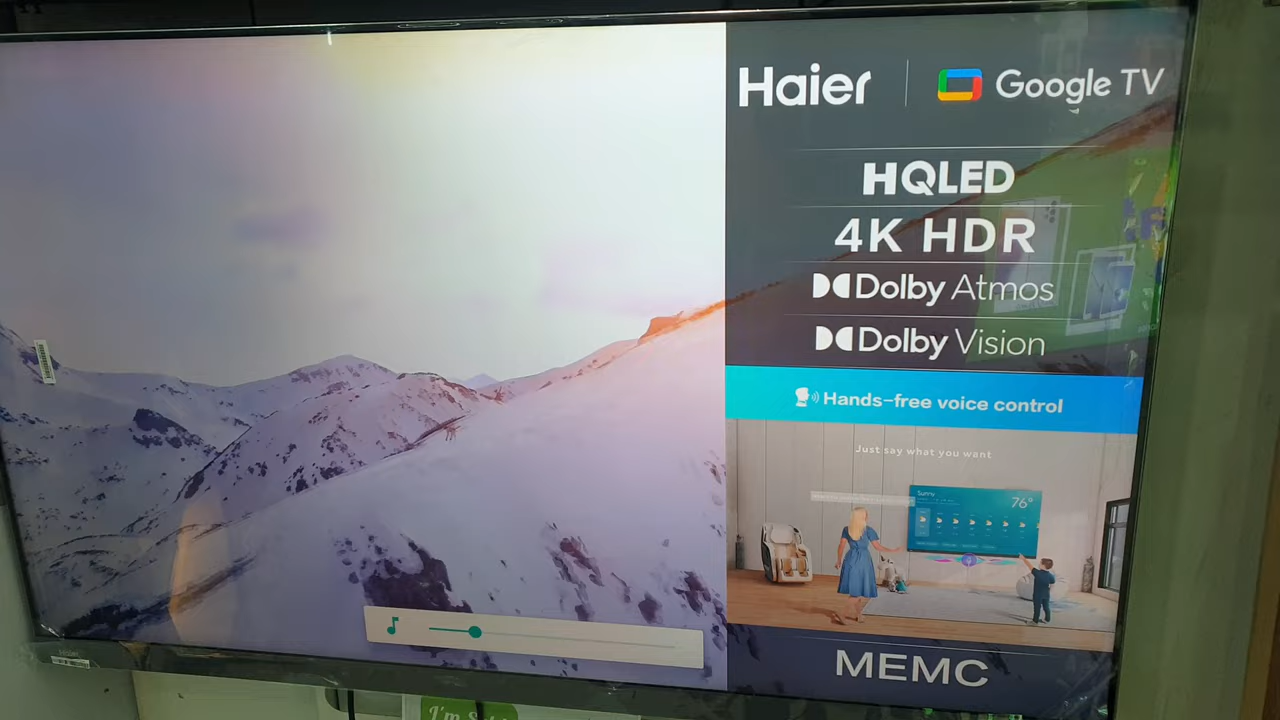 Haier
Google TV
HQLED
4K HDR
Dolby Atmos
Dolby Vision
Hands-free voice control
Just say what you want
Sunny
76°
MEMC
I'm